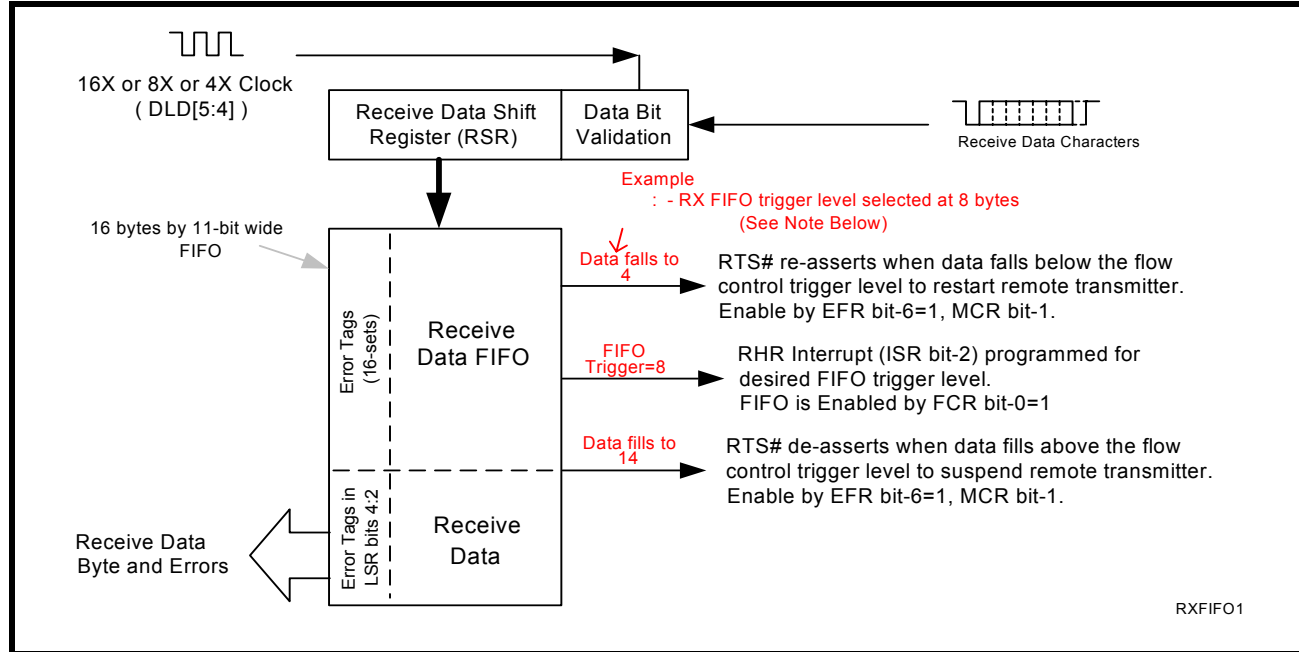 16X or 8X or 4X Clock
( DLD[5:4] )
Receive Data Shift
Register (RSR)
Data Bit
Validation
Receive Data Characters
Example
: - RX FIFO trigger level selected at 8 bytes
(See Note Below)
16 bytes by 11-bit wide
FIFO
Error Tags
(16-sets)
Receive
Data FIFO
Data falls to
4
RTS# re-asserts when data falls below the flow
control trigger level to restart remote transmitter.
Enable by EFR bit-6=1, MCR bit-1.
FIFO
Trigger=8
RHR Interrupt (ISR bit-2) programmed for
desired FIFO trigger level.
FIFO is Enabled by FCR bit-0=1
Data fills to
14
RTS# de-asserts when data fills above the flow
control trigger level to suspend remote transmitter.
Enable by EFR bit-6=1, MCR bit-1.
Error Tags in
LSR bits 4:2
Receive
Data
Receive Data
Byte and Errors
RXFIFO1